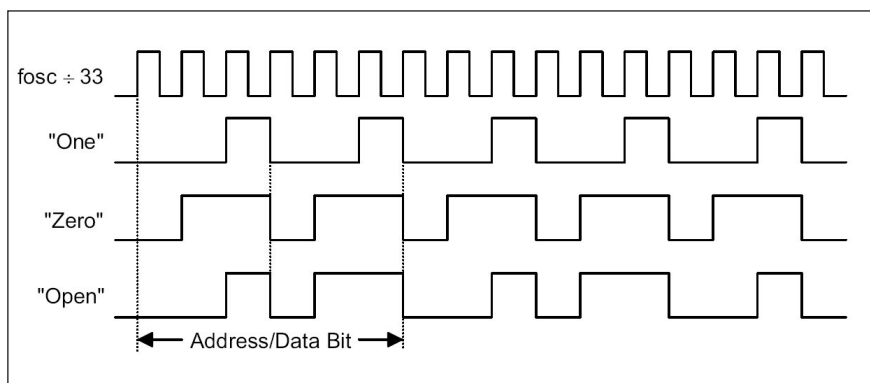 fosc ÷ 33
"One"
"Zero"
"Open"
Address/Data Bit